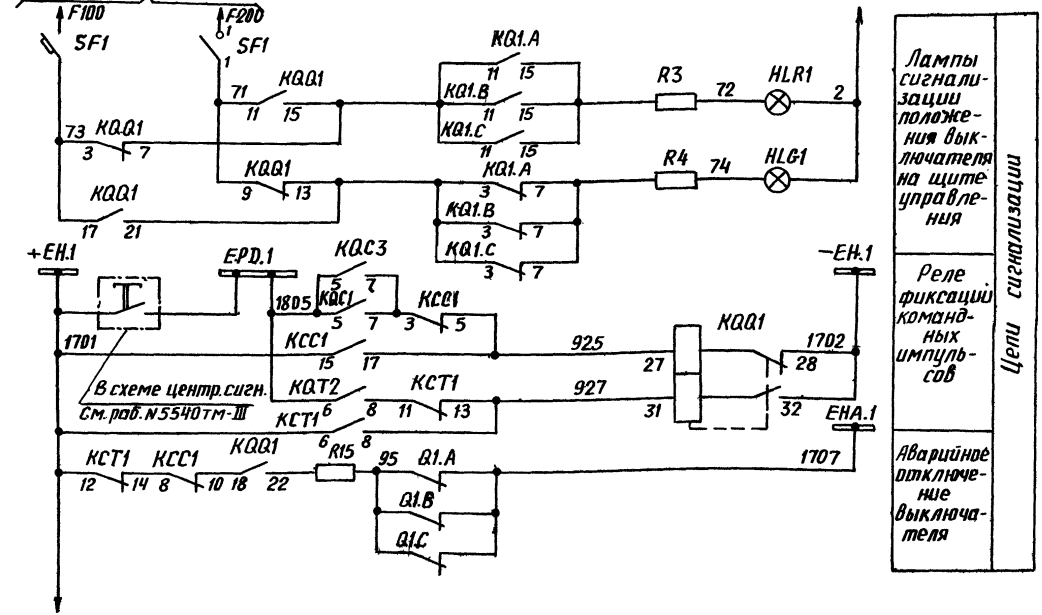 F100
F200
SF1
1
SF1
1
71
KQQ1
11 15
KQ1.A
11 15
KQ1.B
11 15
KQ1.C
11 15
R3
72
HLR1
2
73
KQQ1
3 7
KQQ1
9 13
KQ1.A
3 7
KQ1.B
3 7
KQ1.C
3 7
R4
74
HLG1
KQQ1
17 21
Лампы
сигнали-
зации
положе-
ния вык-
лючателя
на щите
управле-
ния
+EH.1
EPD.1
-EH.1
KQC3
5 7
1805
KQC1
5 7
KCC1
3 5
1701
KCC1
15 17
925
27
KQQ1
1702
28
В схеме центр.сигн.
См.раб.N5540тм-III
KQT2
6 8
KCT1
11 13
927
31
32
KCT1
6 8
EHA.1
Реле
фиксации
команд-
ных
импуль-
сов
KCT1
12 14
KCC1
8 10
KQQ1
18 22
R15
95
Q1.A
Q1.B
Q1.C
1707
Аварийное
отключе-
ние
выключа-
теля
Цепи сигнализации